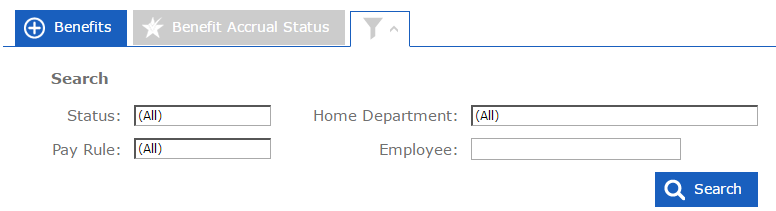 Benefits
Benefit Accrual Status
Search
Status: (All)
Home Department: (All)
Pay Rule: (All)
Employee:
Search